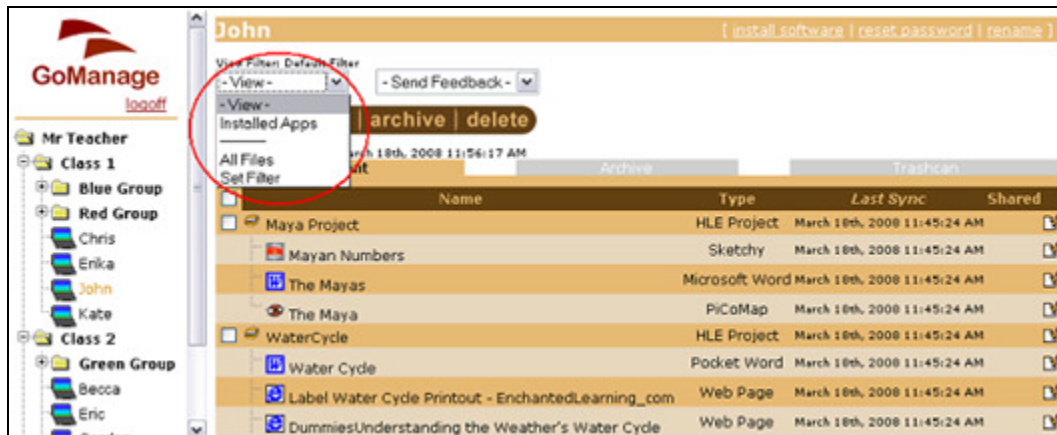 GoManage
logoff
Mr Teacher
Class 1
Blue Group
Red Group
Chris
Erika
John
Kate
Class 2
Green Group
Becca
Eric
John
[ install software | reset password | rename ]
View Filter: Default Filter
- View -
- Send Feedback -
- View -
Installed Apps
All Files
Set Filter
| archive | delete
18th, 2008 11:56:17 AM
Archive
Trashcan
Name Type Last Sync Shared
Maya Project HLE Project March 18th, 2008 11:45:24 AM
Mayan Numbers Sketchy March 18th, 2008 11:45:24 AM
The Mayas Microsoft Word March 18th, 2008 11:45:24 AM
The Maya PiCoMap March 18th, 2008 11:45:24 AM
WaterCycle HLE Project March 18th, 2008 11:45:24 AM
Water Cycle Pocket Word March 18th, 2008 11:45:24 AM
Label Water Cycle Printout - EnchantedLearning_com Web Page March 18th, 2008 11:45:24 AM
DummiesUnderstanding the Weather's Water Cycle Web Page March 18th, 2008 11:45:24 AM